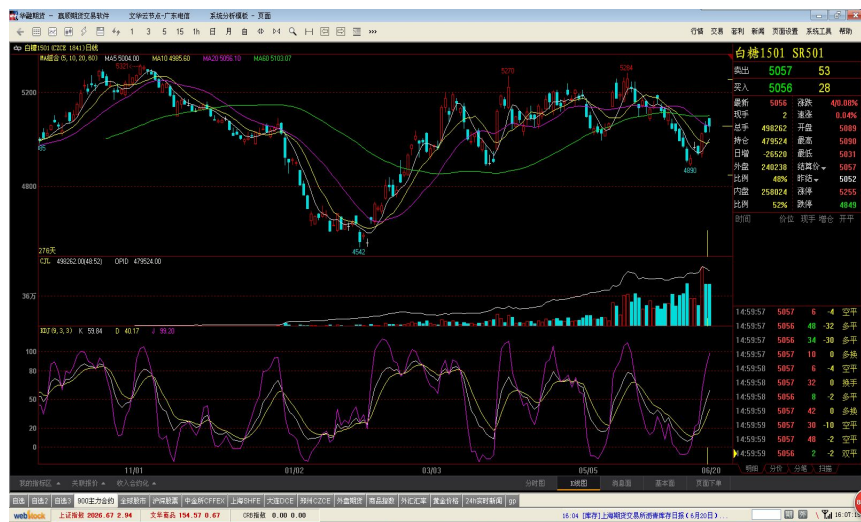 华融期货 - 赢顺期货交易软件 文华云节点-广东电信 系统分析模板 - 页面
1 3 5 15 1h 日 月 自
行情 交易 套利 新闻 页面设置 系统工具 帮助
dp 白糖1501(CZCE 1841)日线
MA组合(5,10,20,60) MA5 5004.00 MA10 4985.60 MA20 5056.10 MA60 5103.07
白糖1501 SR501
卖出 5057 53
买入 5056 28
最新 5056 涨跌 4/0.08%
现手 2 速涨 0.04%
总手 498262 开盘 5089
持仓 479524 最高 5090
日增 -26520 最低 5031
外盘 240238 结算价 5057
比例 48% 昨结 5052
内盘 258024 涨停 5255
比例 52% 跌停 4849
时间 价位 现手 增仓 开平
5321
5270
5284
5200
4890
4800
4542
276天
CJL 498262.00(48.52) OPID 479524.00
36万
KDJ(9,3,3) K 59.84 D 40.17 J 99.20
100
80
50
20
0
14:59:57 5057 6 -4 空平
14:59:57 5056 48 -32 多平
14:59:57 5056 34 -30 多平
14:59:57 5057 10 0 多换
14:59:58 5057 6 -4 空平
14:59:58 5057 32 0 换手
14:59:58 5056 8 -2 多平
14:59:59 5057 42 0 多换
14:59:59 5057 30 -10 空平
14:59:59 5057 48 -2 空平
14:59:59 5056 2 -2 双平
11/01 01/02 03/03 05/05 06/20
明细 分价 分笔 扫描
我的指标区 关联报价 收入合约化
分时图 K线图 商息面 基本面 页面下单
自选 自选2 自选3 900主力合约 全部股市 沪深股票 中金所CFFEX 上海SHFE 大连DCE 郑州CZCE 外盘期货 商品指数 外汇汇率 黄金价格 24h实时新闻 gp
webstock 上证指数 2026.67 2.94 文华商品 154.57 0.67 CRB指数 0.00 0.00
16:04 [库存]上海期货交易所沥青库存日报(6月20日)...
16:07:1